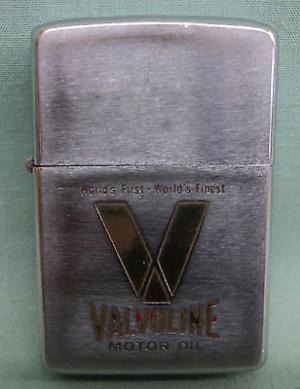 World's First - World's Finest
VALVOLINE
MOTOR OIL